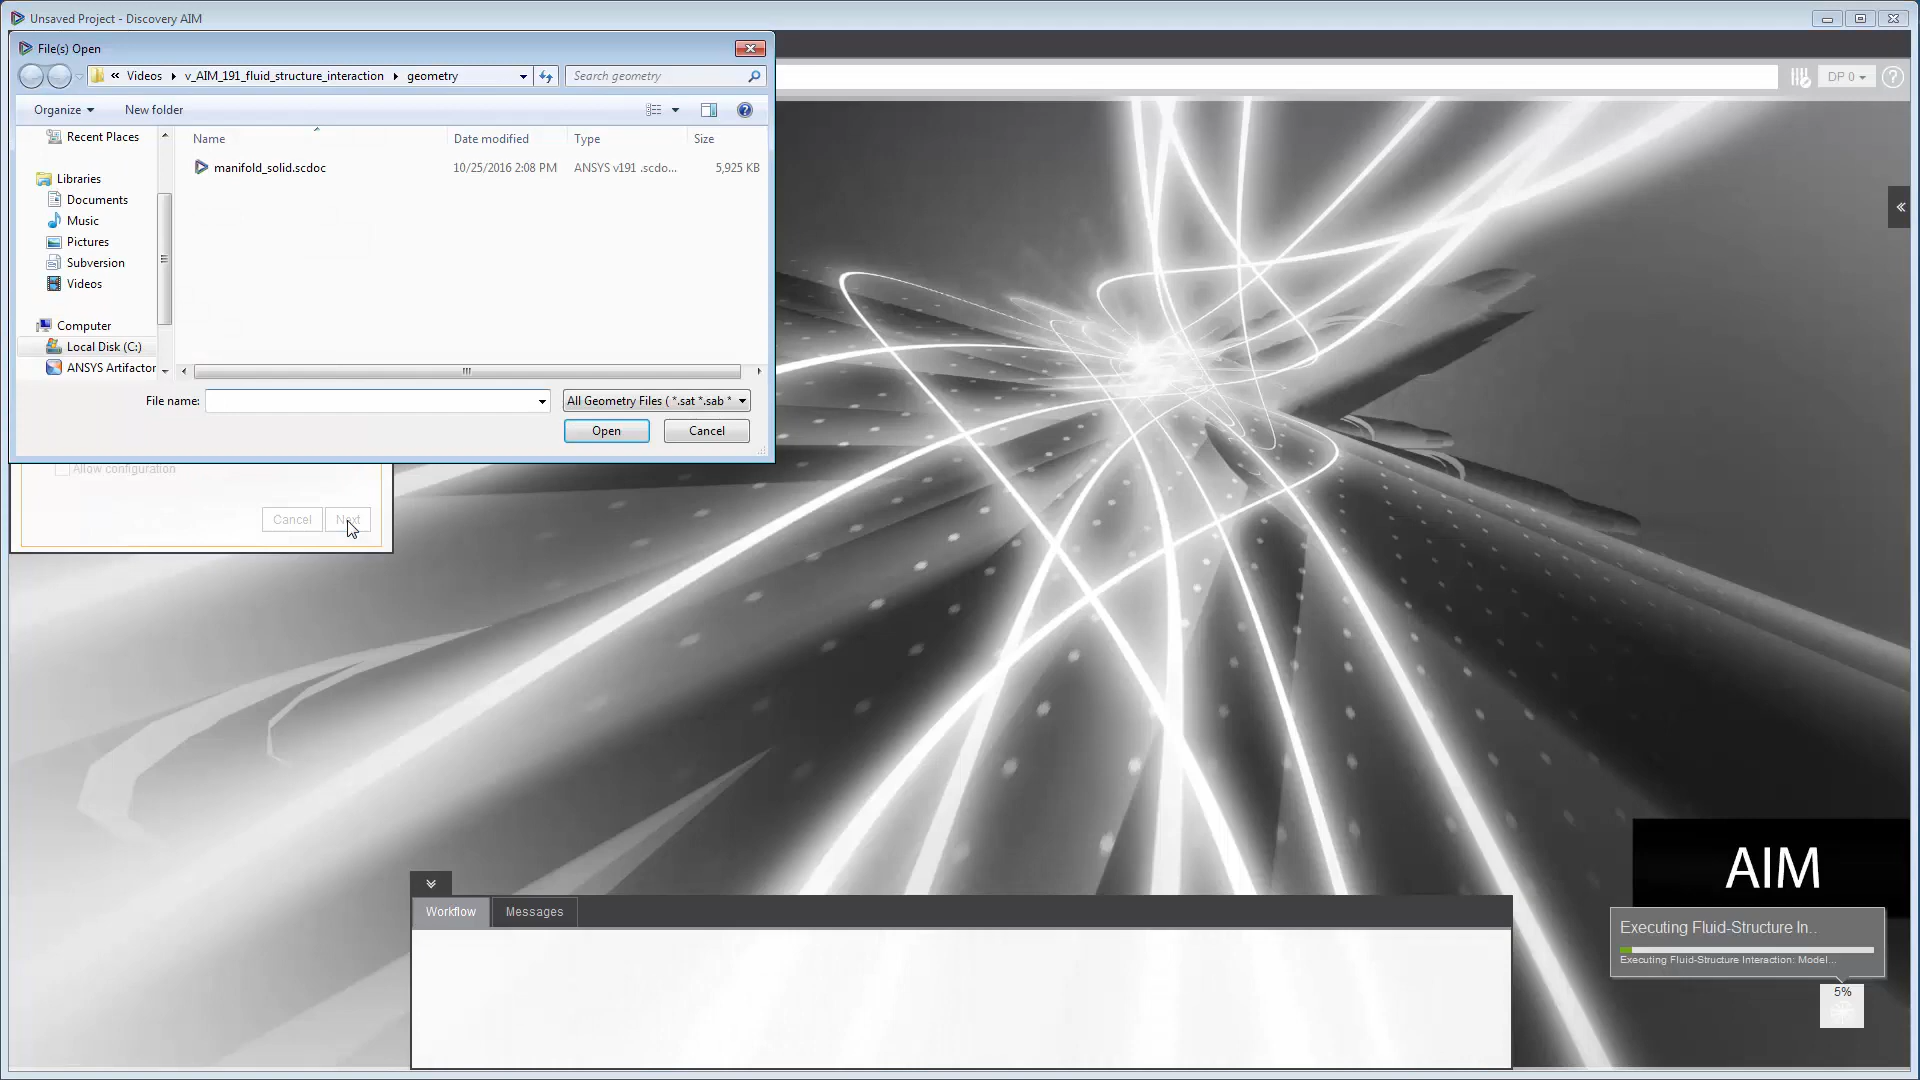 Unsaved Project - Discovery AIM
File(s) Open
Videos v_AIM_191_fluid_structure_interaction geometry
Search geometry
DP 0
Organize New folder
Name Date modified Type Size
manifold_solid.scdoc 10/25/2016 2:08 PM ANSYS v191 .scdo... 5,925 KB
Recent Places
Libraries
Documents
Music
Pictures
Subversion
Videos
Computer
Local Disk (C:)
ANSYS Artifactor
File name:
All Geometry Files ( *.sat *.sab *
Open Cancel
Allow configuration
Cancel Next
AIM
Workflow Messages
Executing Fluid-Structure In..
Executing Fluid-Structure Interaction: Model...
5%